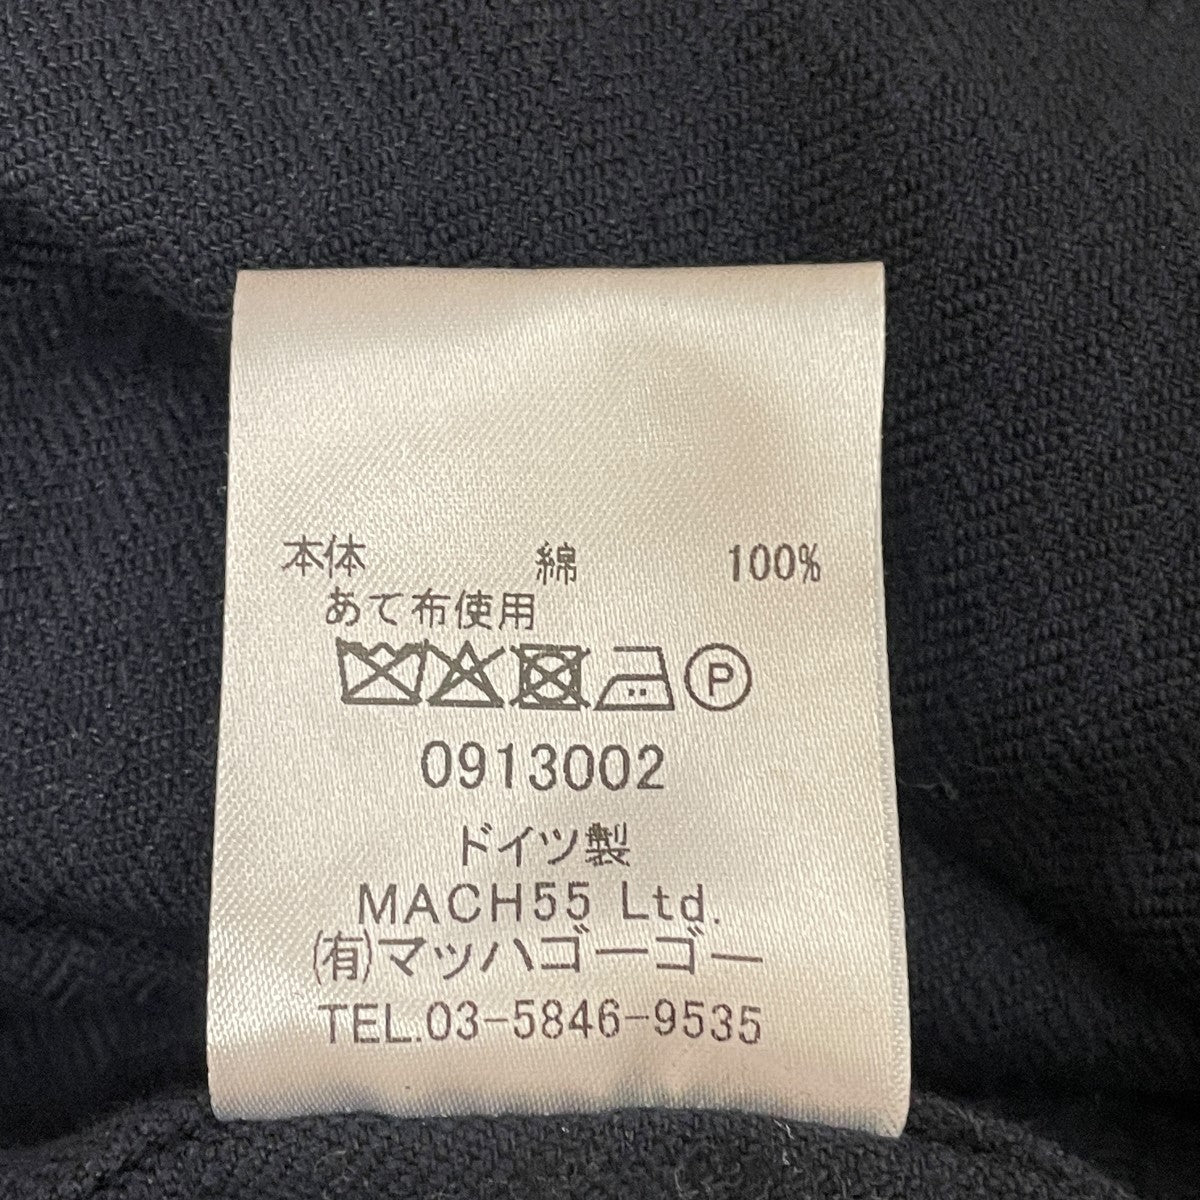 本体 綿 100%
あて布使用
P
0913002
ドイツ製
MACH55 Ltd.
(有)マッハゴーゴー
TEL.03-5846-9535